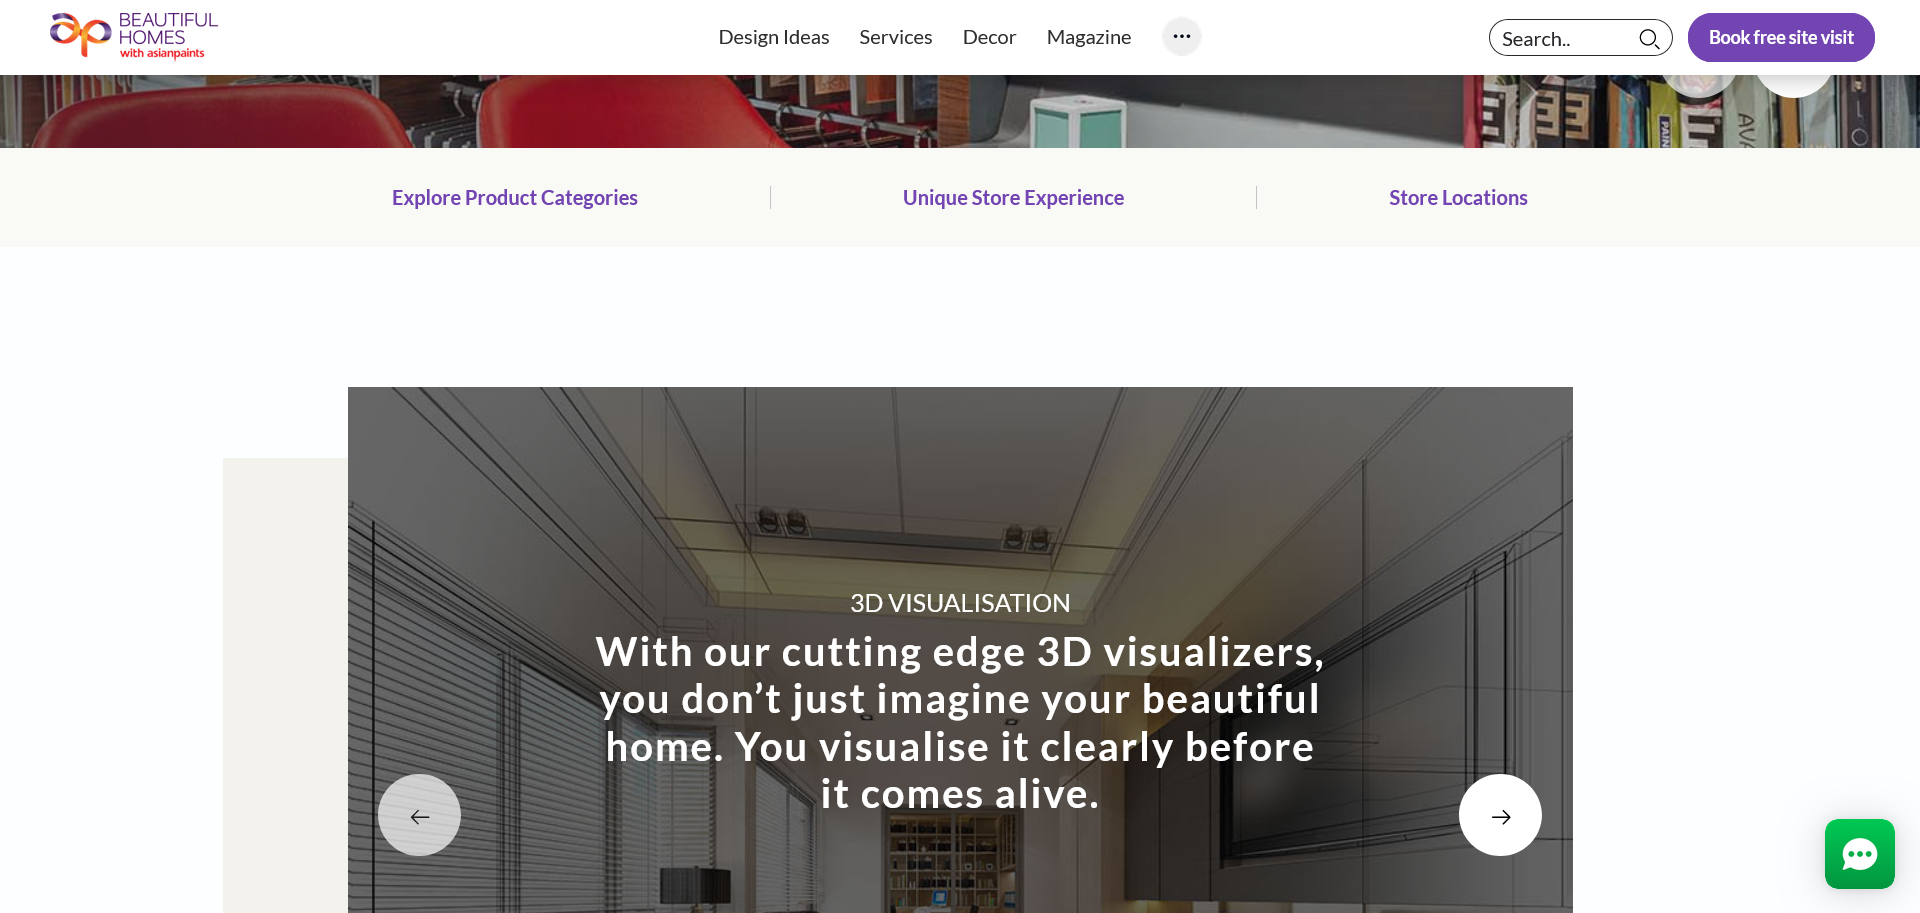 BEAUTIFUL
HOMES
with asianpaints
Design Ideas
Services
Decor
Magazine
Search..
Book free site visit
PAIN
AVA
Explore Product Categories
Unique Store Experience
Store Locations
3D VISUALISATION
With our cutting edge 3D visualizers,
you don’t just imagine your beautiful
home. You visualise it clearly before
it comes alive.